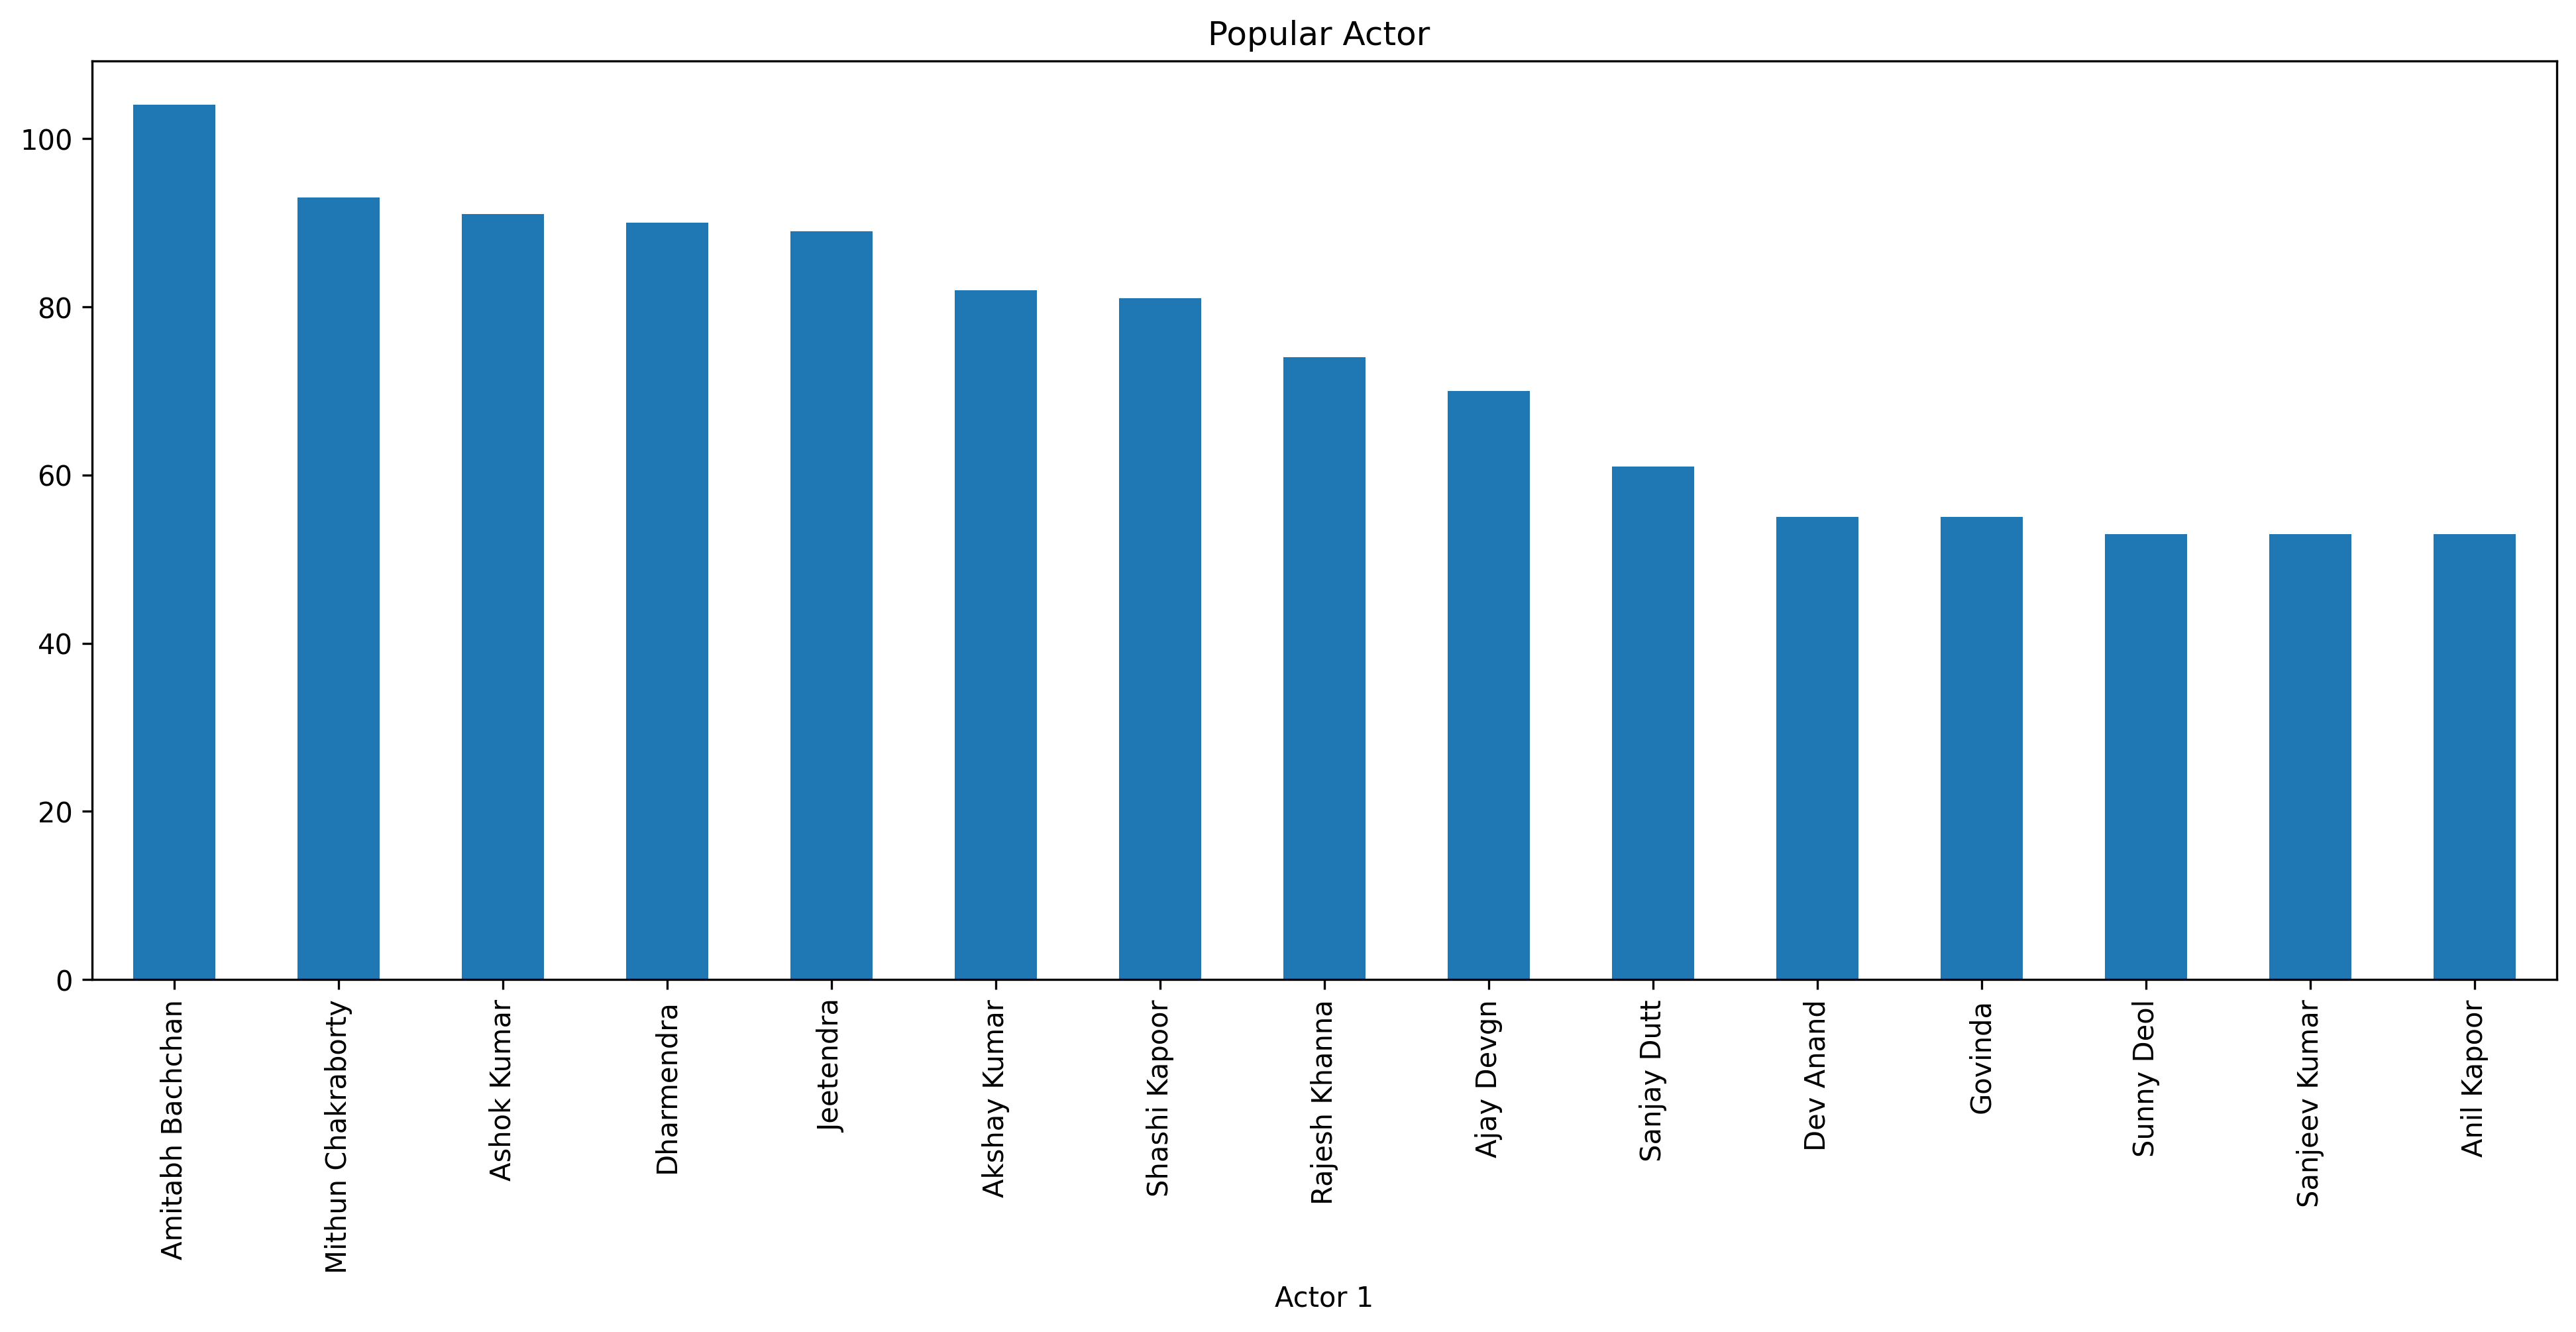 Popular Actor
100
80
60
40
20
0
Amitabh Bachchan
Mithun Chakraborty
Ashok Kumar
Dharmendra
Jeetendra
Akshay Kumar
Shashi Kapoor
Rajesh Khanna
Ajay Devgn
Sanjay Dutt
Dev Anand
Govinda
Sunny Deol
Sanjeev Kumar
Anil Kapoor
Actor 1